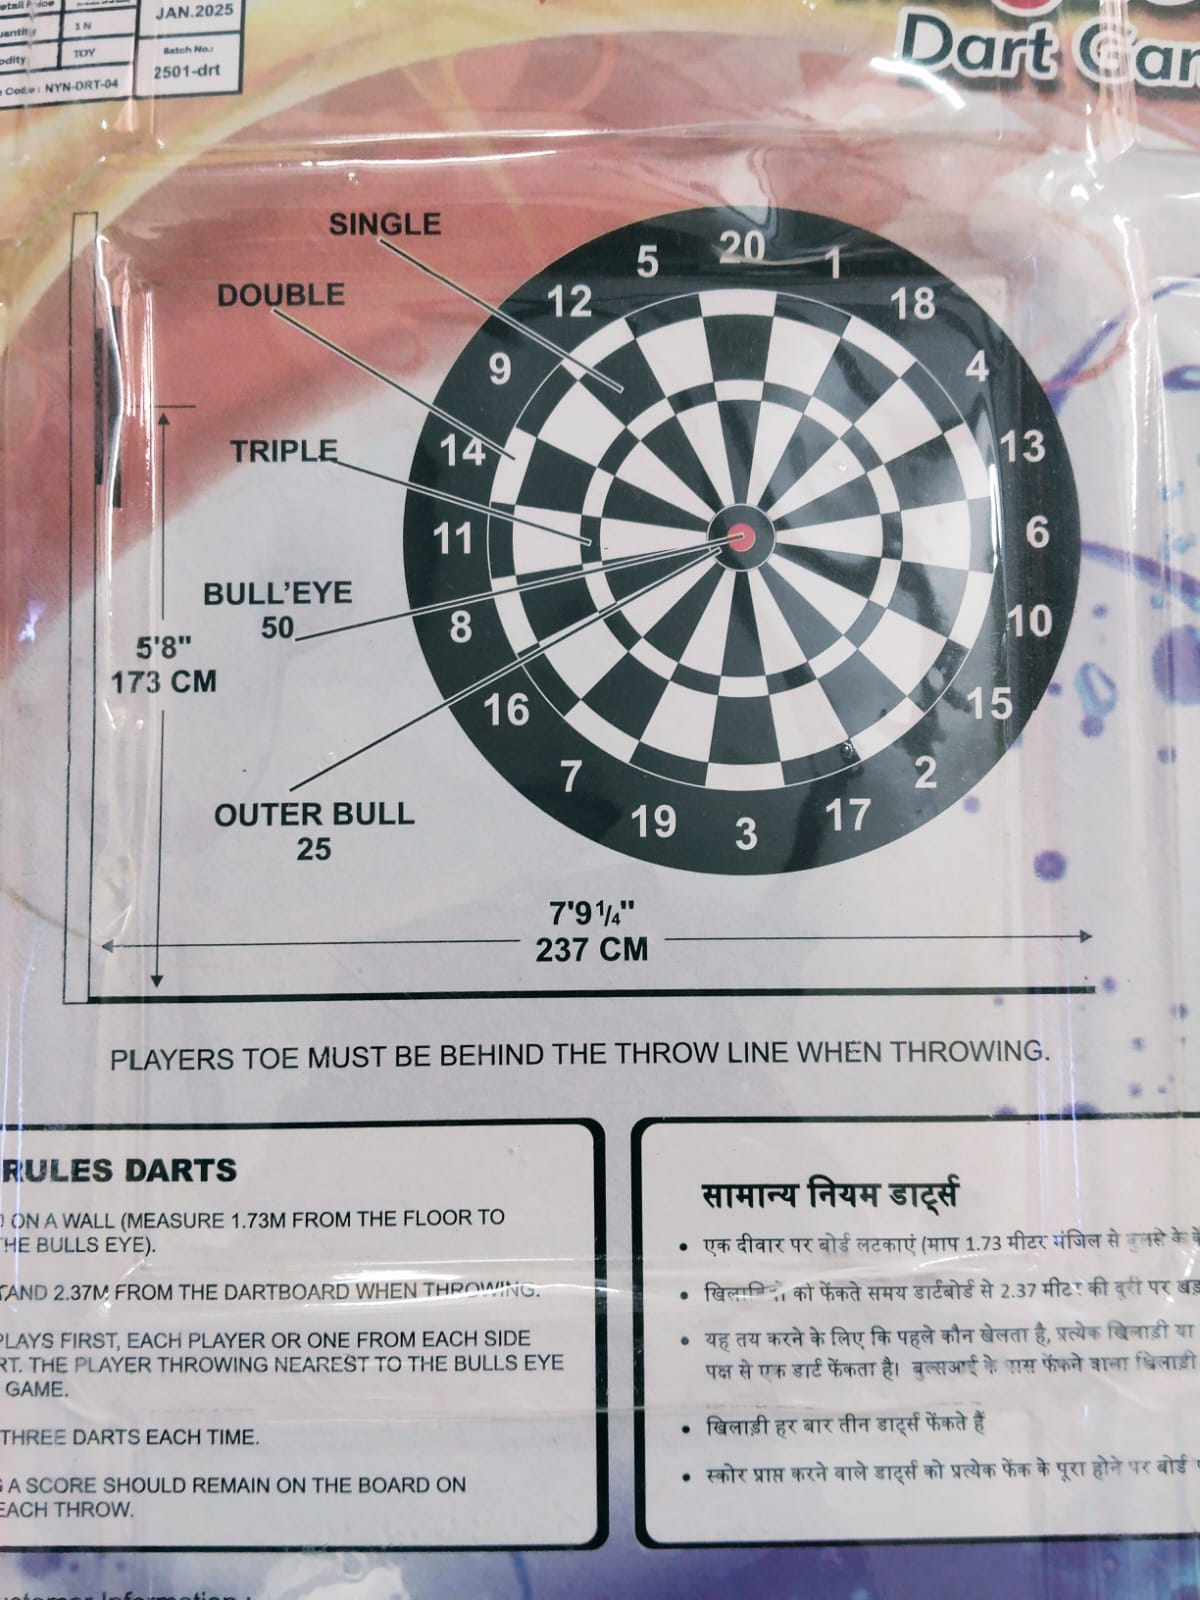 JAN.2025
1 N
TOY
Batch No.:
2501-drt
Code: NYN-DRT-04
Dart Gar
SINGLE
DOUBLE
TRIPLE
BULL'EYE
50
OUTER BULL
25
5'8"
173 CM
20
1
18
4
13
6
10
15
2
17
3
19
7
16
8
11
14
9
12
5
7'9 1/4"
237 CM
PLAYERS TOE MUST BE BEHIND THE THROW LINE WHEN THROWING.
RULES DARTS
ON A WALL (MEASURE 1.73M FROM THE FLOOR TO
THE BULLS EYE).
TAND 2.37M FROM THE DARTBOARD WHEN THROWING.
PLAYS FIRST, EACH PLAYER OR ONE FROM EACH SIDE
RT. THE PLAYER THROWING NEAREST TO THE BULLS EYE
GAME.
THREE DARTS EACH TIME.
A SCORE SHOULD REMAIN ON THE BOARD ON
EACH THROW.
सामान्य नियम डार्ट्स
• एक दीवार पर बोर्ड लटकाएं (माप 1.73 मीटर मंजिल से के
• को फेंकते समय डार्टबोर्ड से 2.37 मीटर की दूरी पर
• यह तय करने के लिए कि पहले कौन खेलता है, प्रत्येक खिलाड़ी या
पक्ष से एक डार्ट फेंकता है। बुल्सआई के पास फेंकने वाला खिलाड़ी
• खिलाड़ी हर बार तीन डार्ट्स फेंकते हैं
• स्कोर प्राप्त करने वाले डार्ट्स को प्रत्येक फेंक के पूरा होने पर बोर्ड